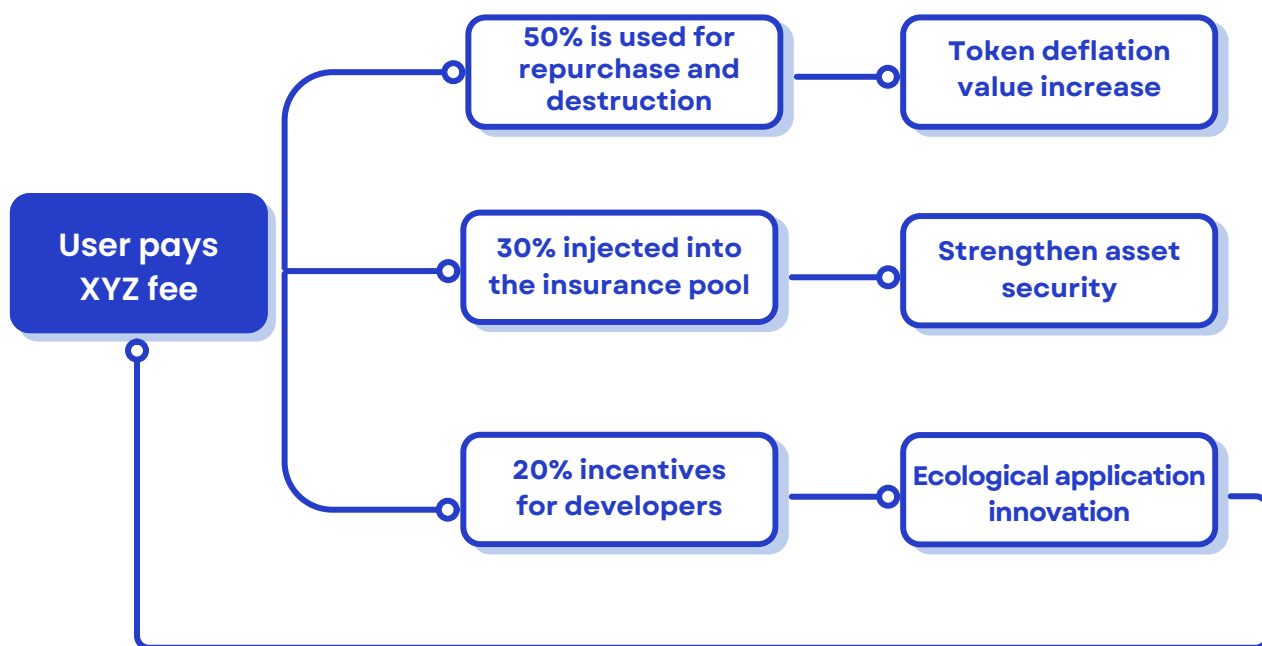 50% is used for
repurchase and
destruction
Token deflation
value increase
User pays
XYZ fee
30% injected into
the insurance pool
Strengthen asset
security
20% incentives
for developers
Ecological application
innovation